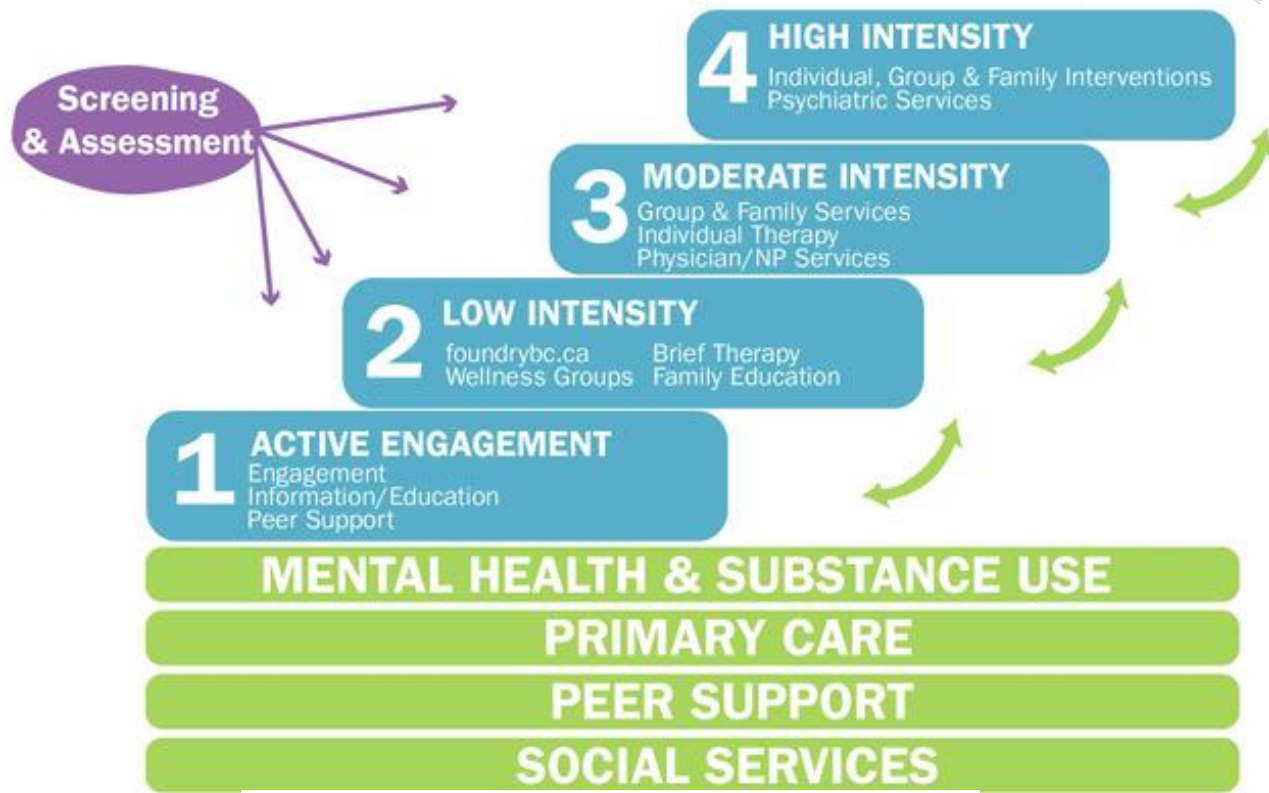 Screening
& Assessment
4
HIGH INTENSITY
Individual, Group & Family Interventions
Psychiatric Services
3
MODERATE INTENSITY
Group & Family Services
Individual Therapy
Physician/NP Services
2
LOW INTENSITY
foundrybc.ca Brief Therapy
Wellness Groups Family Education
1
ACTIVE ENGAGEMENT
Engagement
Information/Education
Peer Support
MENTAL HEALTH & SUBSTANCE USE
PRIMARY CARE
PEER SUPPORT
SOCIAL SERVICES